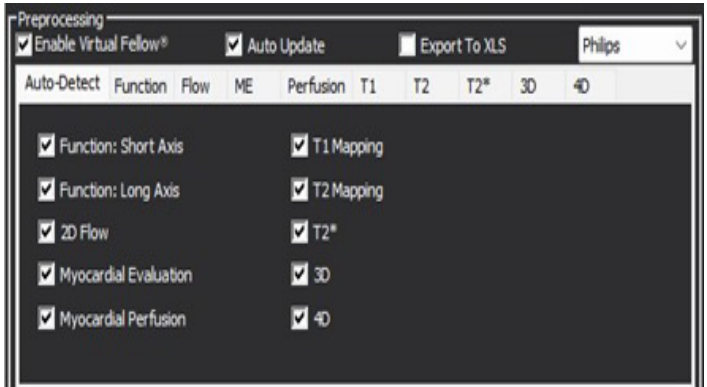 Preprocessing
Enable Virtual Fellow® Auto Update Export To XLS Philips
Auto-Detect Function Flow ME Perfusion T1 T2 T2* 3D 4D
Function: Short Axis T1 Mapping
Function: Long Axis T2 Mapping
2D Flow T2*
Myocardial Evaluation 3D
Myocardial Perfusion 4D